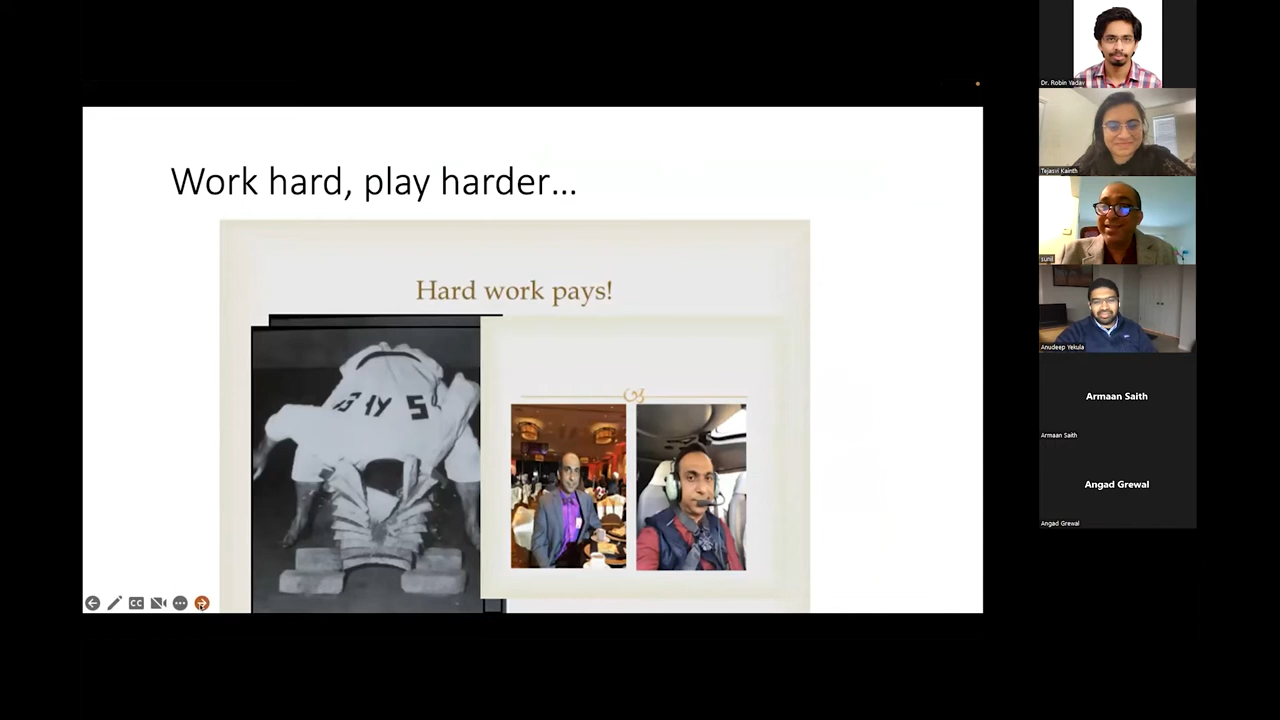 Work hard, play harder...
Hard work pays!
CC
Dr. Robin Yadav
Tejasvi Kainth
sunil
Anudeep Yekula
Armaan Saith
Armaan Saith
Angad Grewal
Angad Grewal